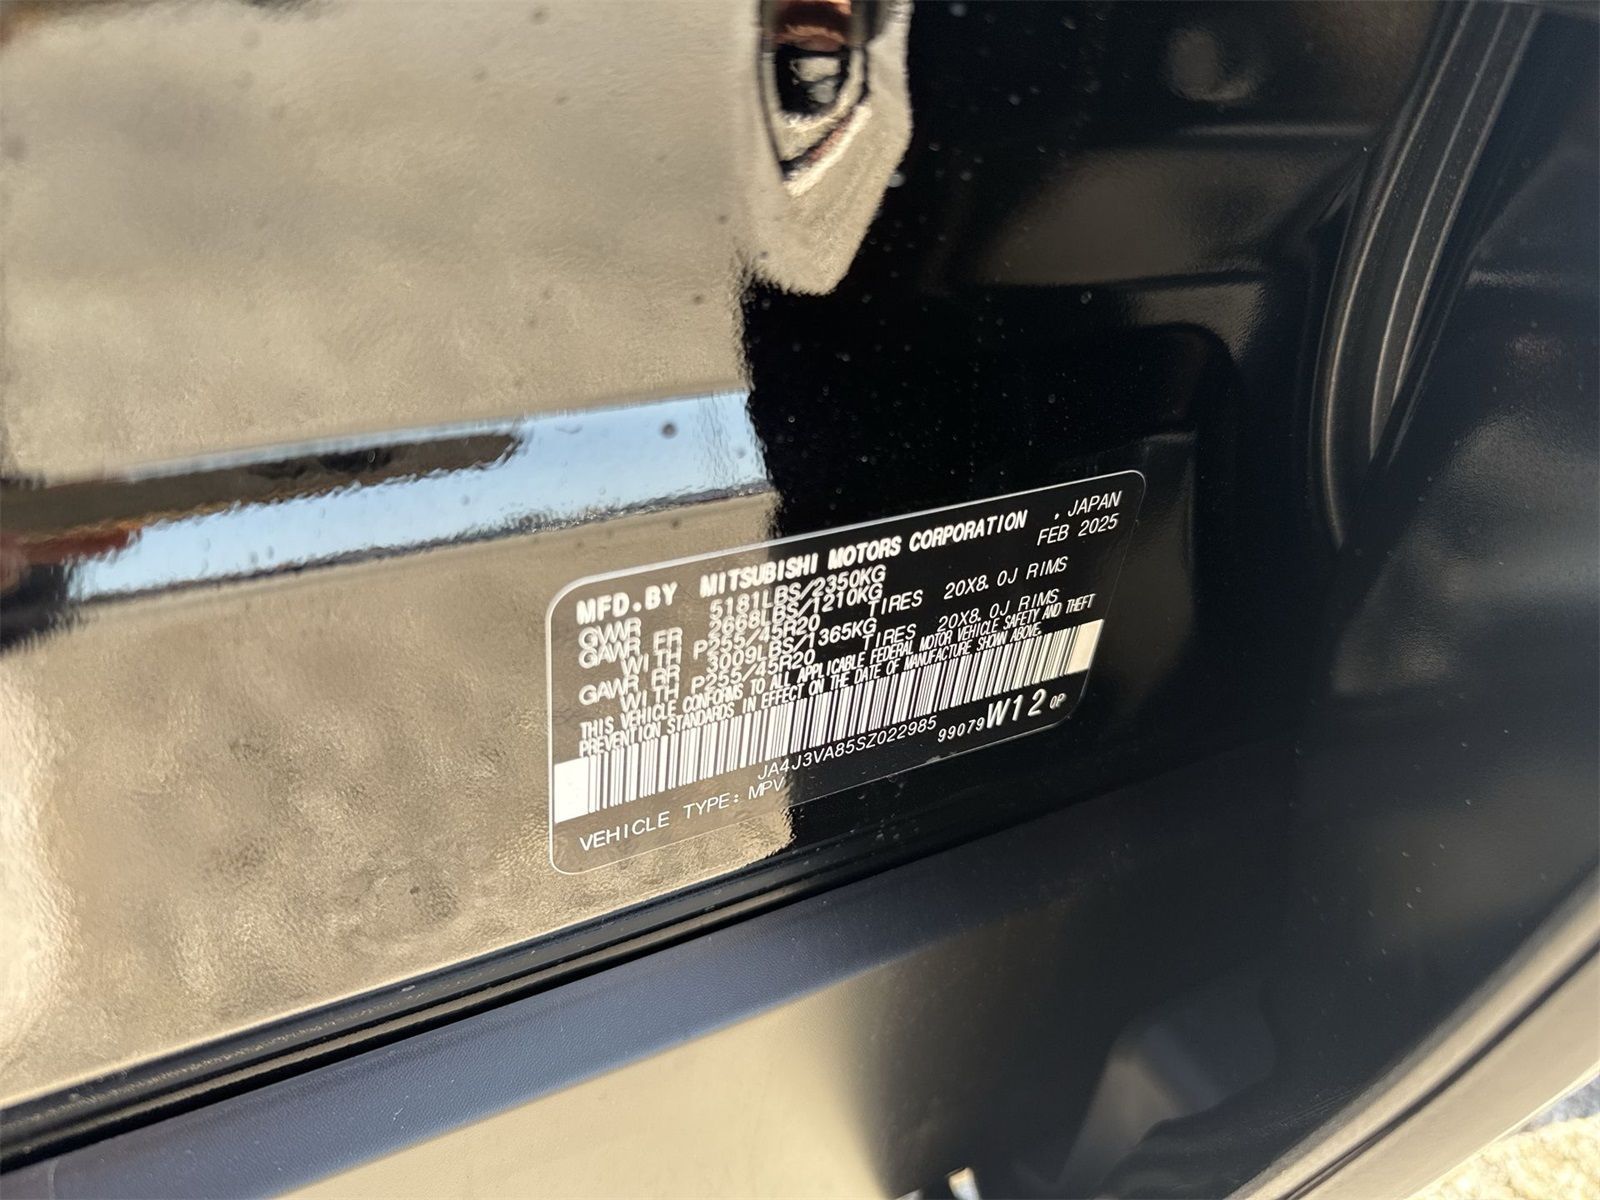 MFD.BY MITSUBISHI MOTORS CORPORATION , JAPAN
FEB 2025
GVWR 5181LBS/2350KG
GAWR FR 2668LBS/1210KG
WITH P255/45R20 TIRES 20X8.0J RIMS
GAWR RR 3009LBS/1365KG
WITH P255/45R20 TIRES 20X8.0J RIMS
THIS VEHICLE CONFORMS TO ALL APPLICABLE FEDERAL MOTOR VEHICLE SAFETY AND THEFT
PREVENTION STANDARDS IN EFFECT ON THE DATE OF MANUFACTURE SHOWN ABOVE.
JA4J3VA85SZ022985
99079 W12 0P
VEHICLE TYPE: MPV